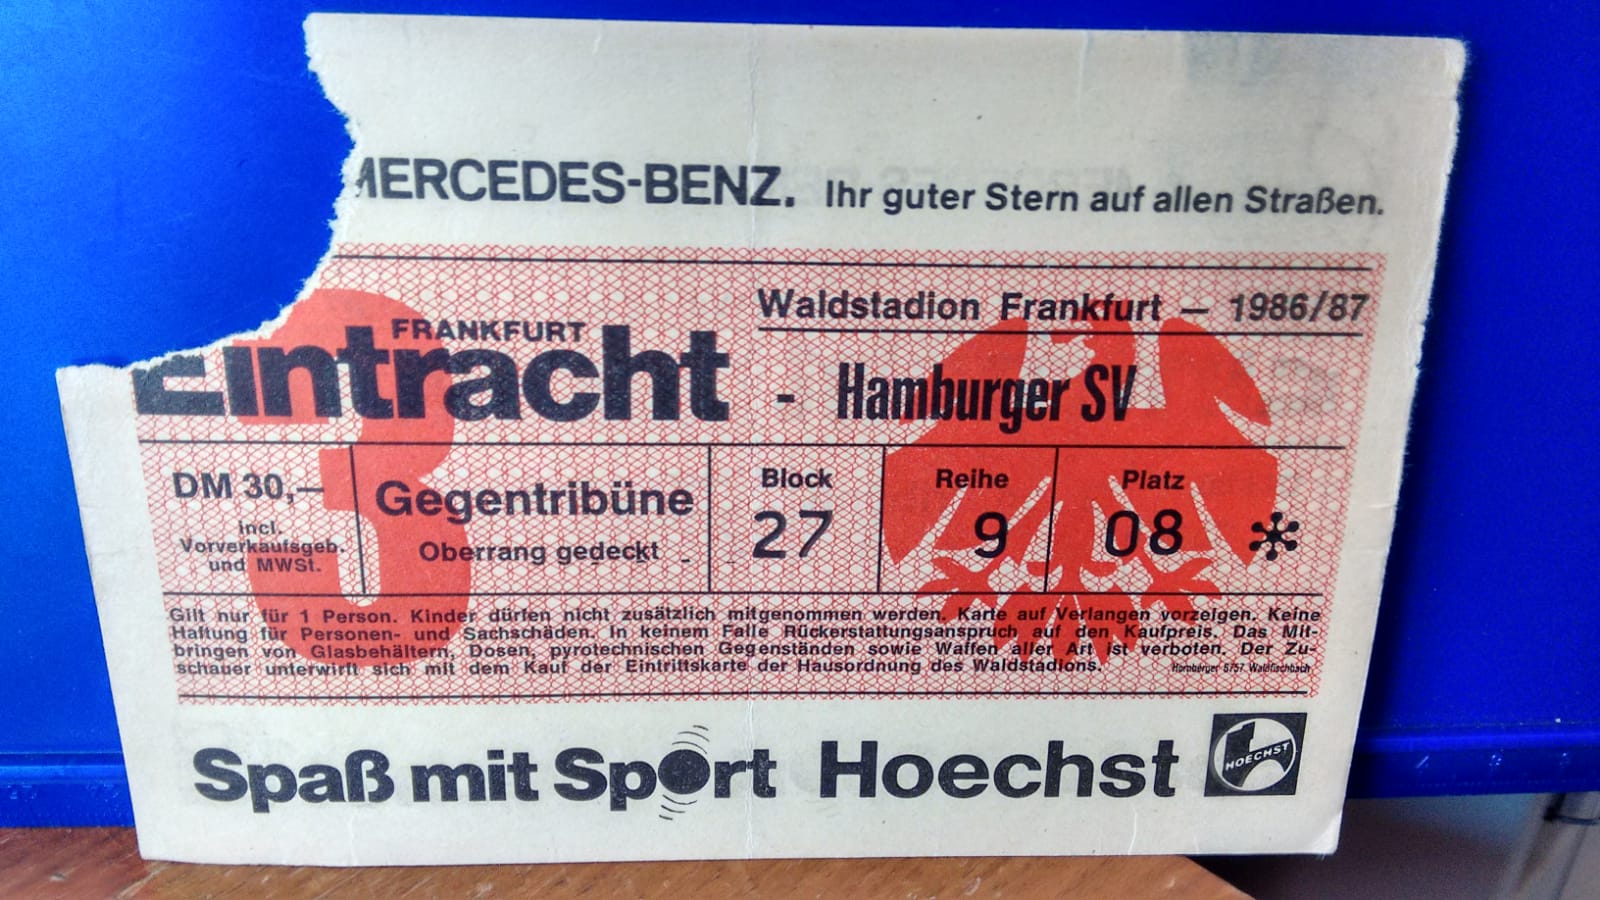 MERCEDES-BENZ. Ihr guter Stern auf allen Straßen.
Waldstadion Frankfurt — 1986/87
FRANKFURT
Eintracht - Hamburger SV
3
DM 30,—
incl.
Vorverkaufsgeb.
und MWSt.
Gegentribüne
Oberrang gedeckt
Block
27
Reihe
9
Platz
08 *
Gilt nur für 1 Person. Kinder dürfen nicht zusätzlich mitgenommen werden. Karte auf Verlangen vorzeigen. Keine
Haftung für Personen- und Sachschäden. In keinem Falle Rückerstattungsanspruch auf den Kaufpreis. Das Mit-
bringen von Glasbehältern, Dosen, pyrotechnischen Gegenständen sowie Waffen aller Art ist verboten. Der Zu-
schauer unterwirft sich mit dem Kauf der Eintrittskarte der Hausordnung des Waldstadions.
Hornberger 5757 Waldfischbach
Spaß mit Sport Hoechst
HOECHST